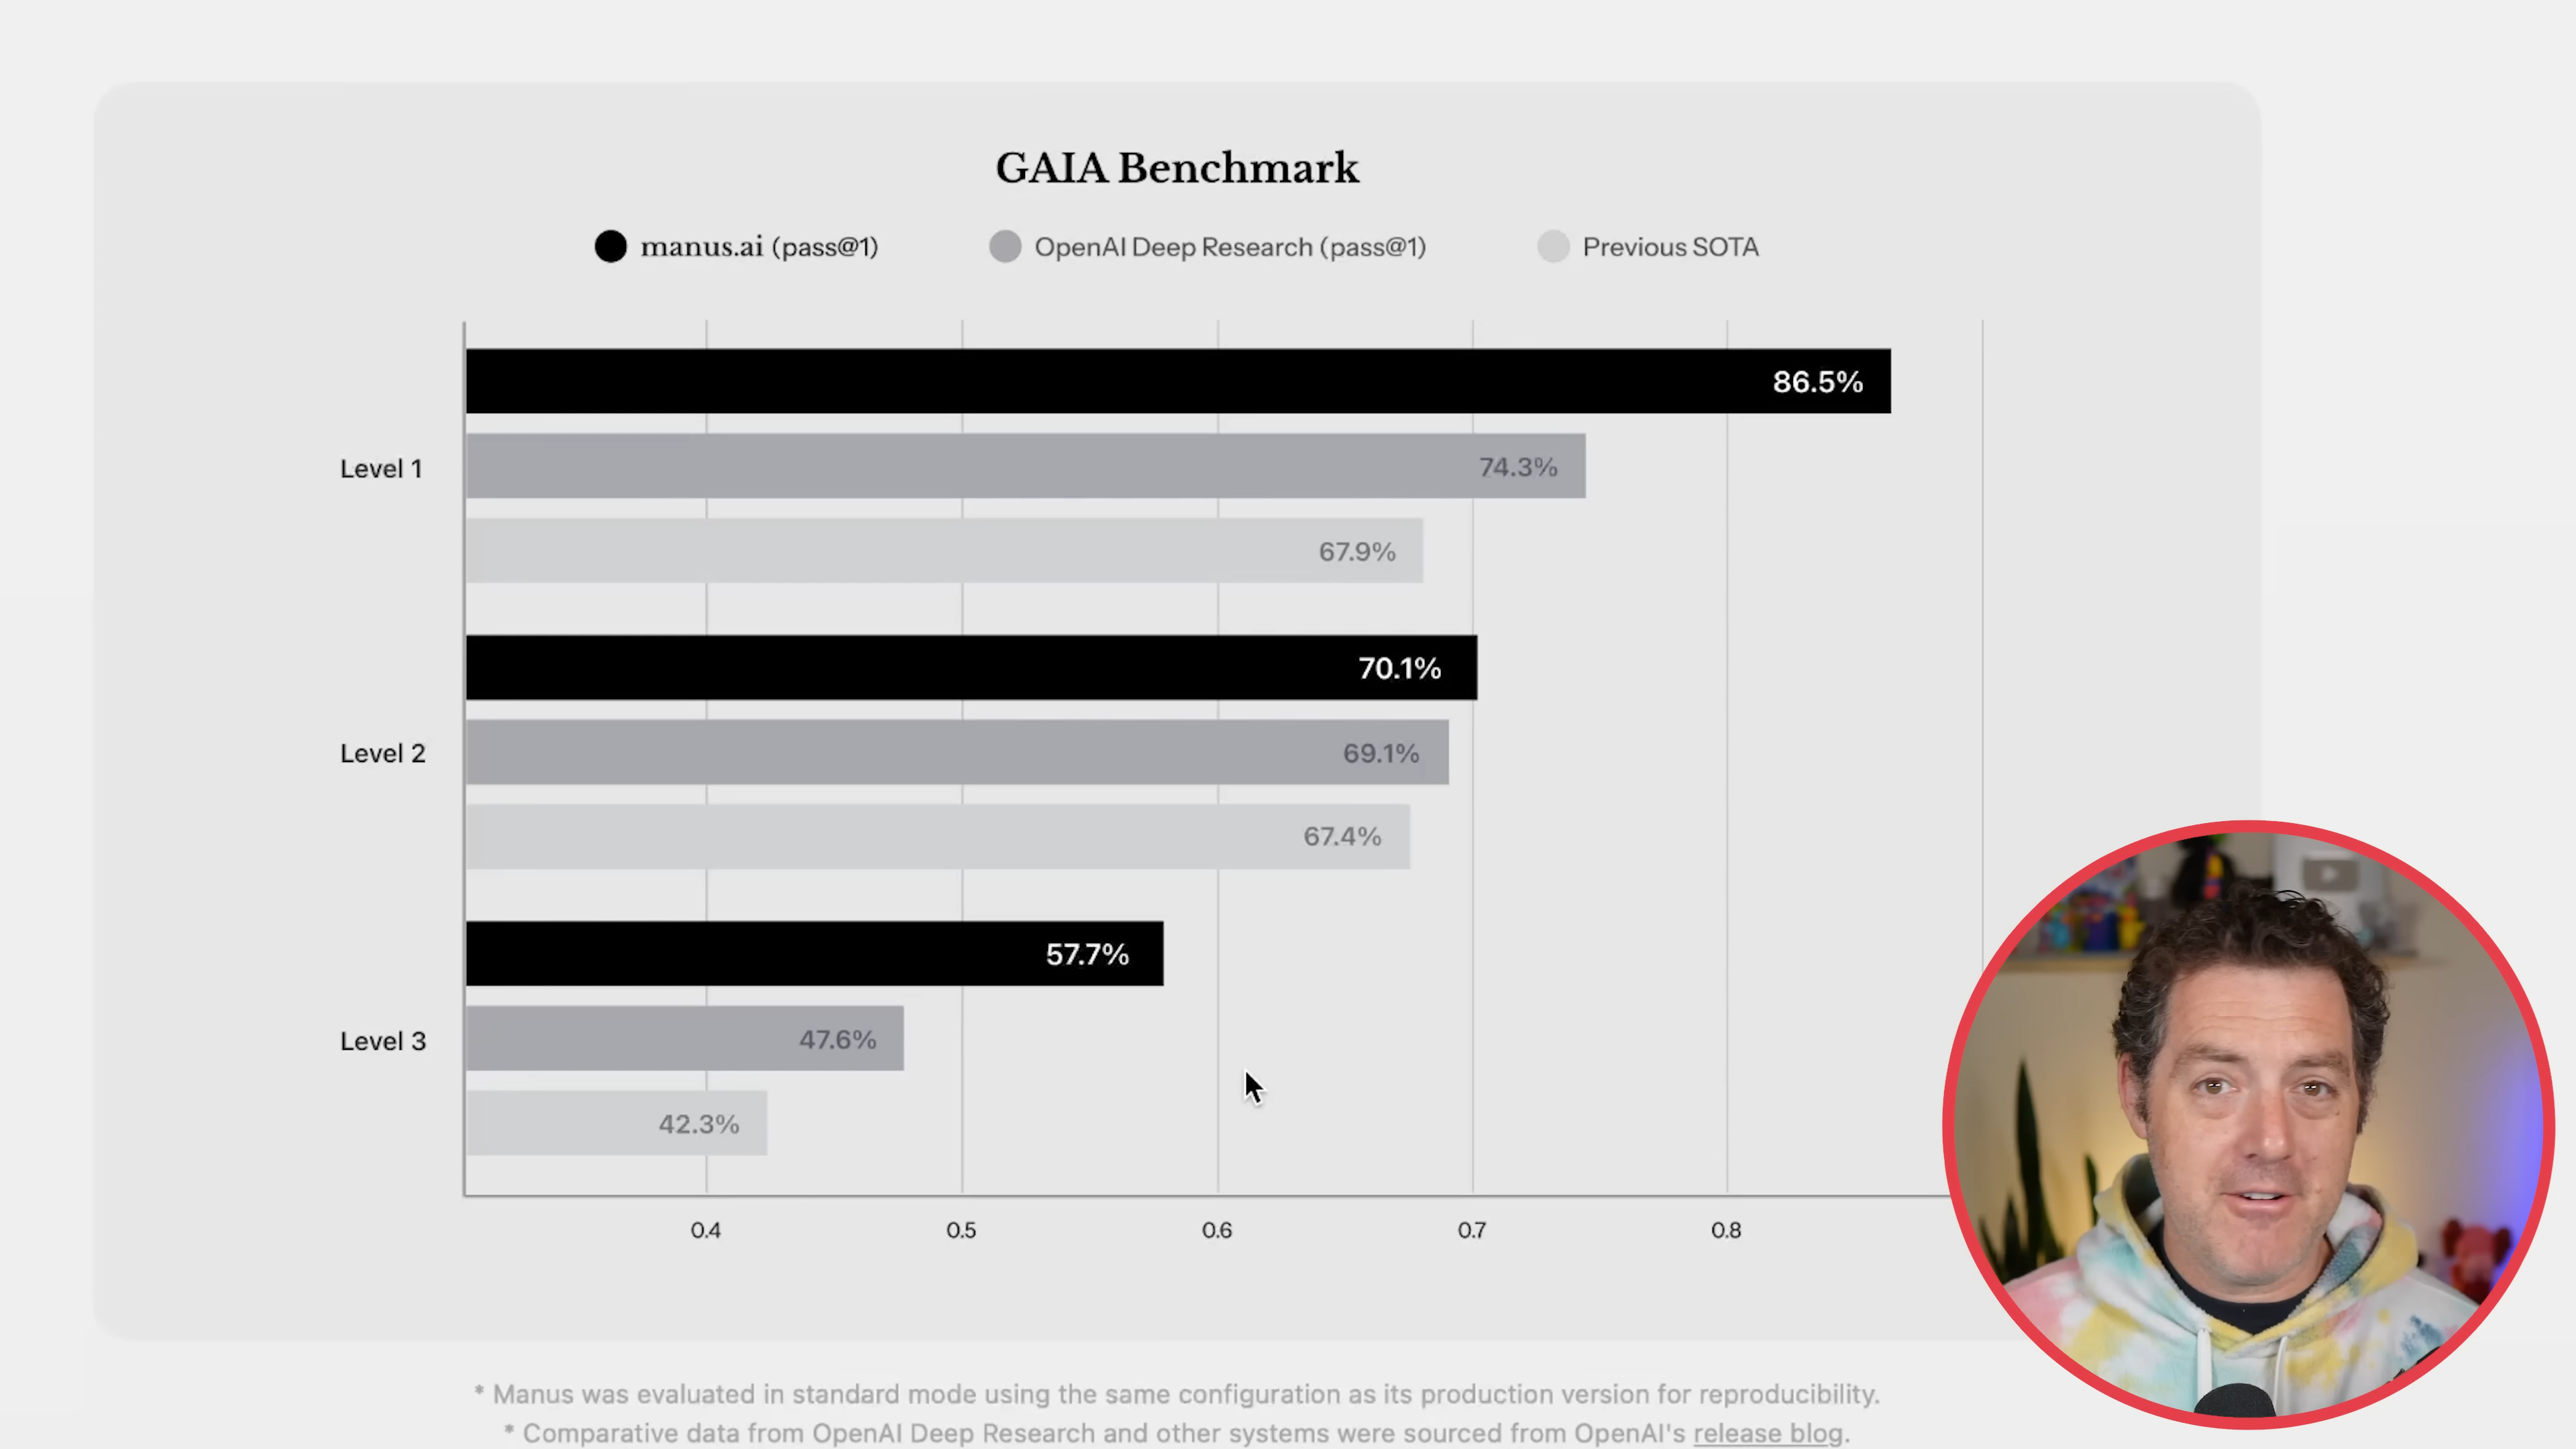 GAIA Benchmark
manus.ai (pass@1) OpenAI Deep Research (pass@1) Previous SOTA
86.5%
Level 1 74.3%
67.9%
70.1%
Level 2 69.1%
67.4%
57.7%
Level 3 47.6%
42.3%
0.4 0.5 0.6 0.7 0.8
* Manus was evaluated in standard mode using the same configuration as its production version for reproducibility.
* Comparative data from OpenAI Deep Research and other systems were sourced from OpenAI's release blog.